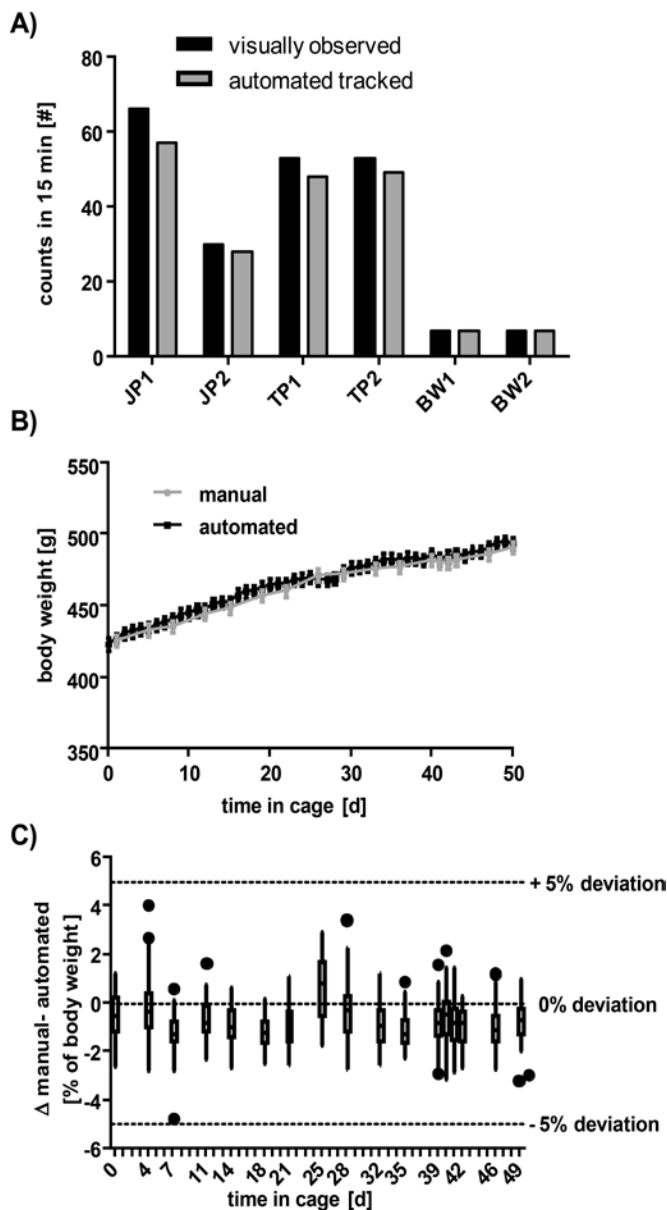 A)
visually observed
automated tracked
counts in 15 min [#]
80
60
40
20
0
JP1 JP2 TP1 TP2 BW1 BW2
B)
body weight [g]
550
500
450
400
350
manual
automated
0 10 20 30 40 50
time in cage [d]
C)
Δ manual- automated
[% of body weight]
6
4
2
0
-2
-4
-6
+ 5% deviation
0% deviation
- 5% deviation
0 4 7 11 14 18 21 25 28 32 35 39 42 46 49
time in cage [d]